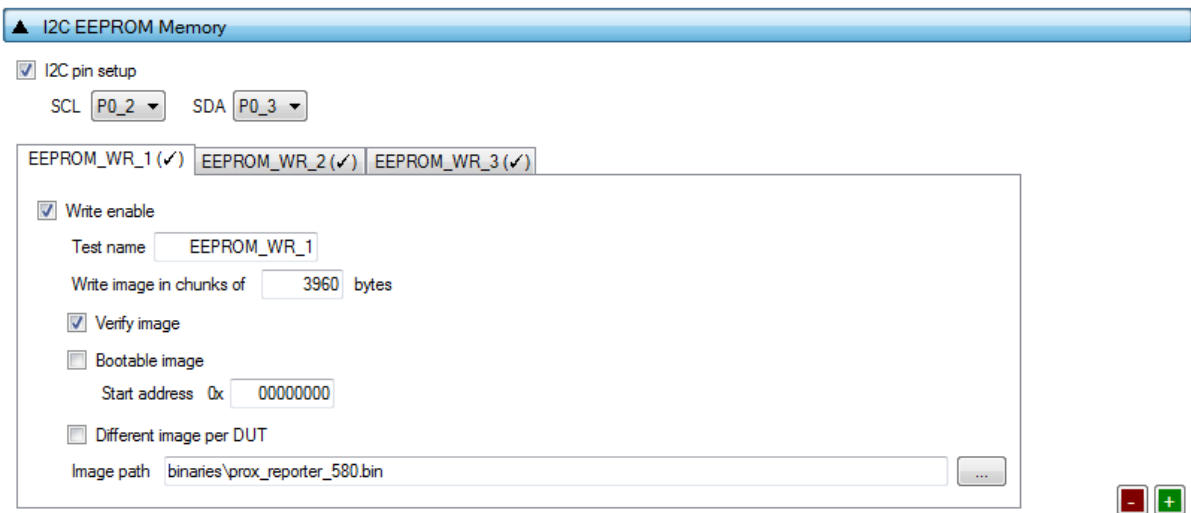 ▲ I2C EEPROM Memory
I2C pin setup
SCL P0_2 SDA P0_3
EEPROM_WR_1 (✓) EEPROM_WR_2 (✓) EEPROM_WR_3 (✓)
Write enable
Test name EEPROM_WR_1
Write image in chunks of 3960 bytes
Verify image
Bootable image
Start address 0x 00000000
Different image per DUT
Image path binaries\prox_reporter_580.bin ...
- +